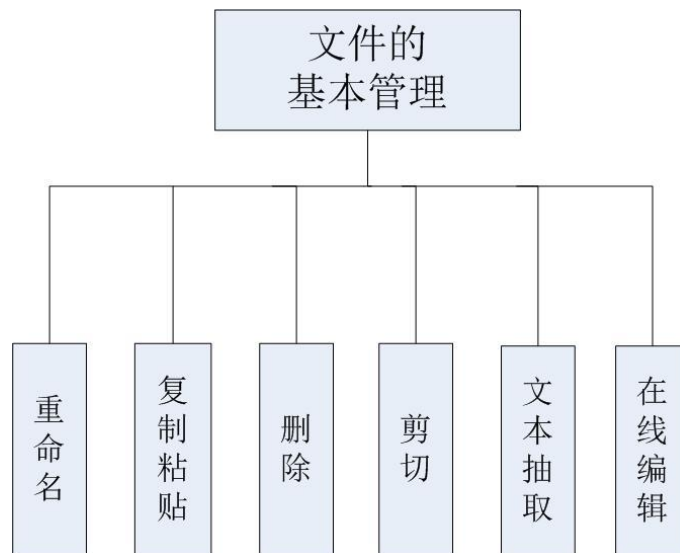 文件的
基本管理
重命名
复制粘贴
删除
剪切
文本抽取
在线编辑